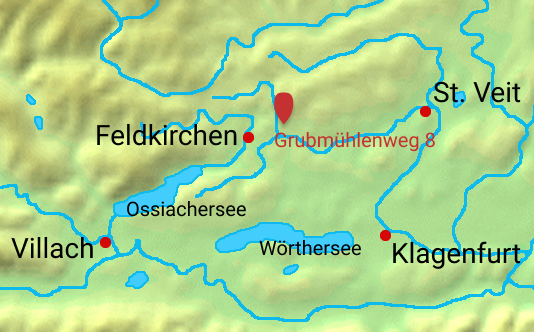 St. Veit
Feldkirchen
Grubmühlenweg 8
Ossiachersee
Villach
Wörthersee
Klagenfurt